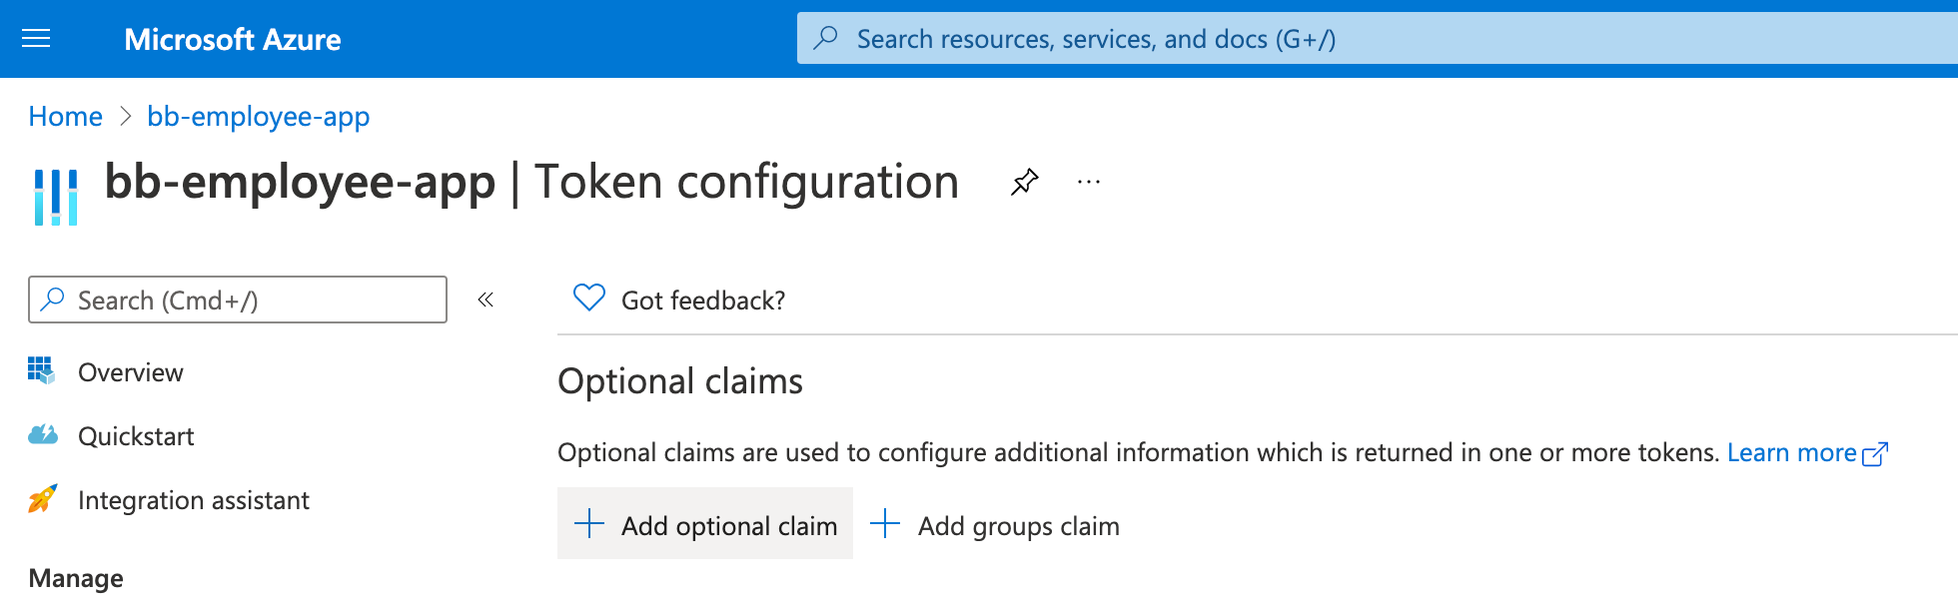 Microsoft Azure
Search resources, services, and docs (G+/)
Home > bb-employee-app
bb-employee-app | Token configuration
Search (Cmd+/)
«
Got feedback?
Overview
Quickstart
Integration assistant
Manage
Optional claims
Optional claims are used to configure additional information which is returned in one or more tokens. Learn more
+ Add optional claim + Add groups claim